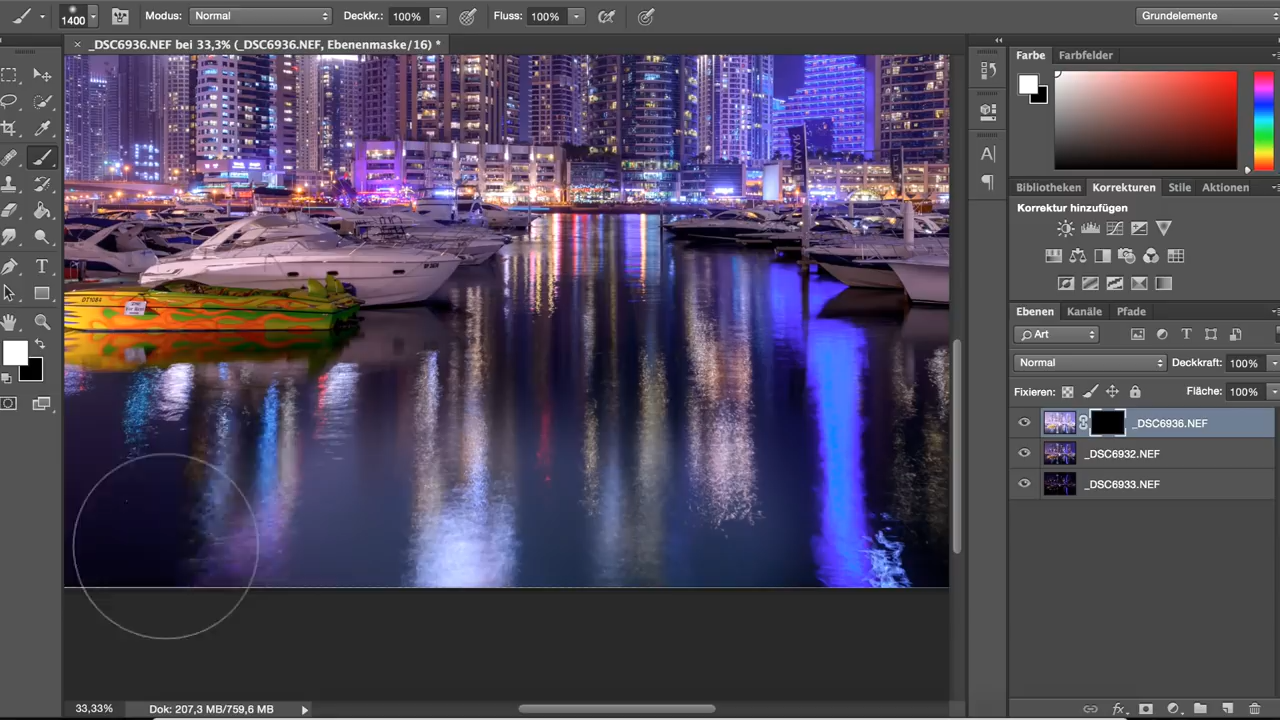 1400 Modus: Normal Deckkr.: 100% Fluss: 100% Grundelemente
× _DSC6936.NEF bei 33,3% (_DSC6936.NEF, Ebenenmaske/16) *
Farbe Farbfelder
Bibliotheken Korrekturen Stile Aktionen
Korrektur hinzufügen
DT1084
Ebenen Kanäle Pfade
Art
Normal Deckkraft: 100%
Fixieren: Fläche: 100%
_DSC6936.NEF
_DSC6932.NEF
_DSC6933.NEF
33,33% Dok: 207,3 MB/759,6 MB